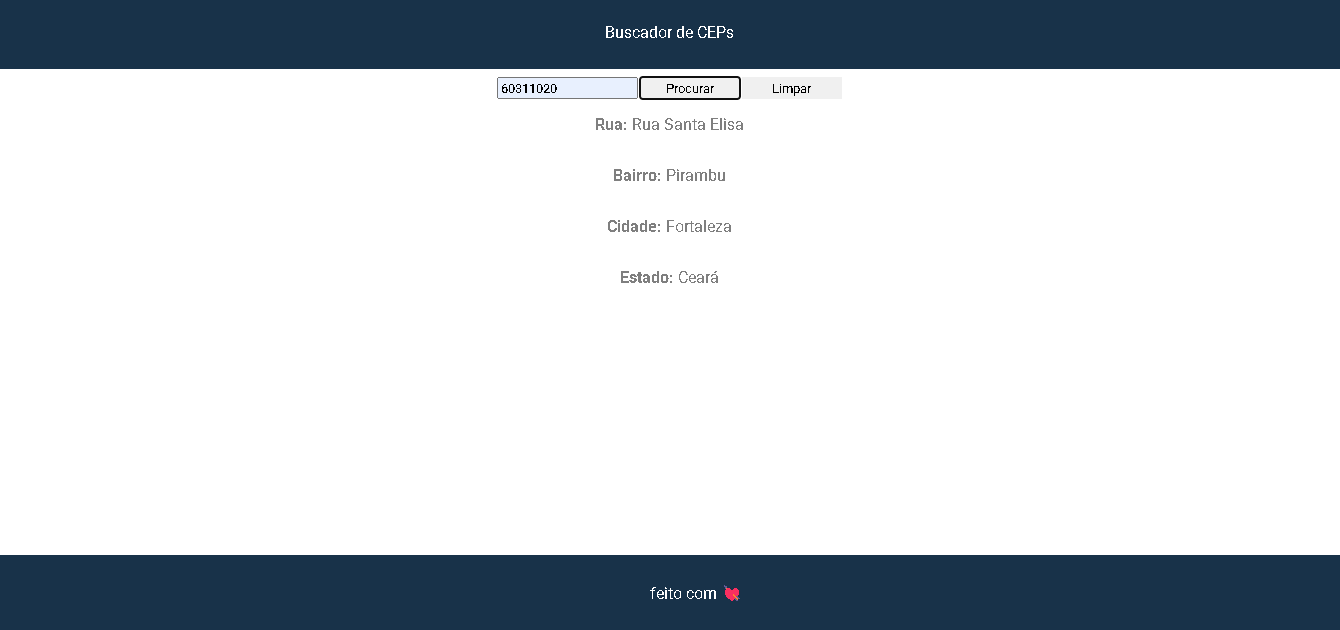 Buscador de CEPs
60311020 Procurar Limpar
Rua: Rua Santa Elisa
Bairro: Pirambu
Cidade: Fortaleza
Estado: Ceará
feito com 💘